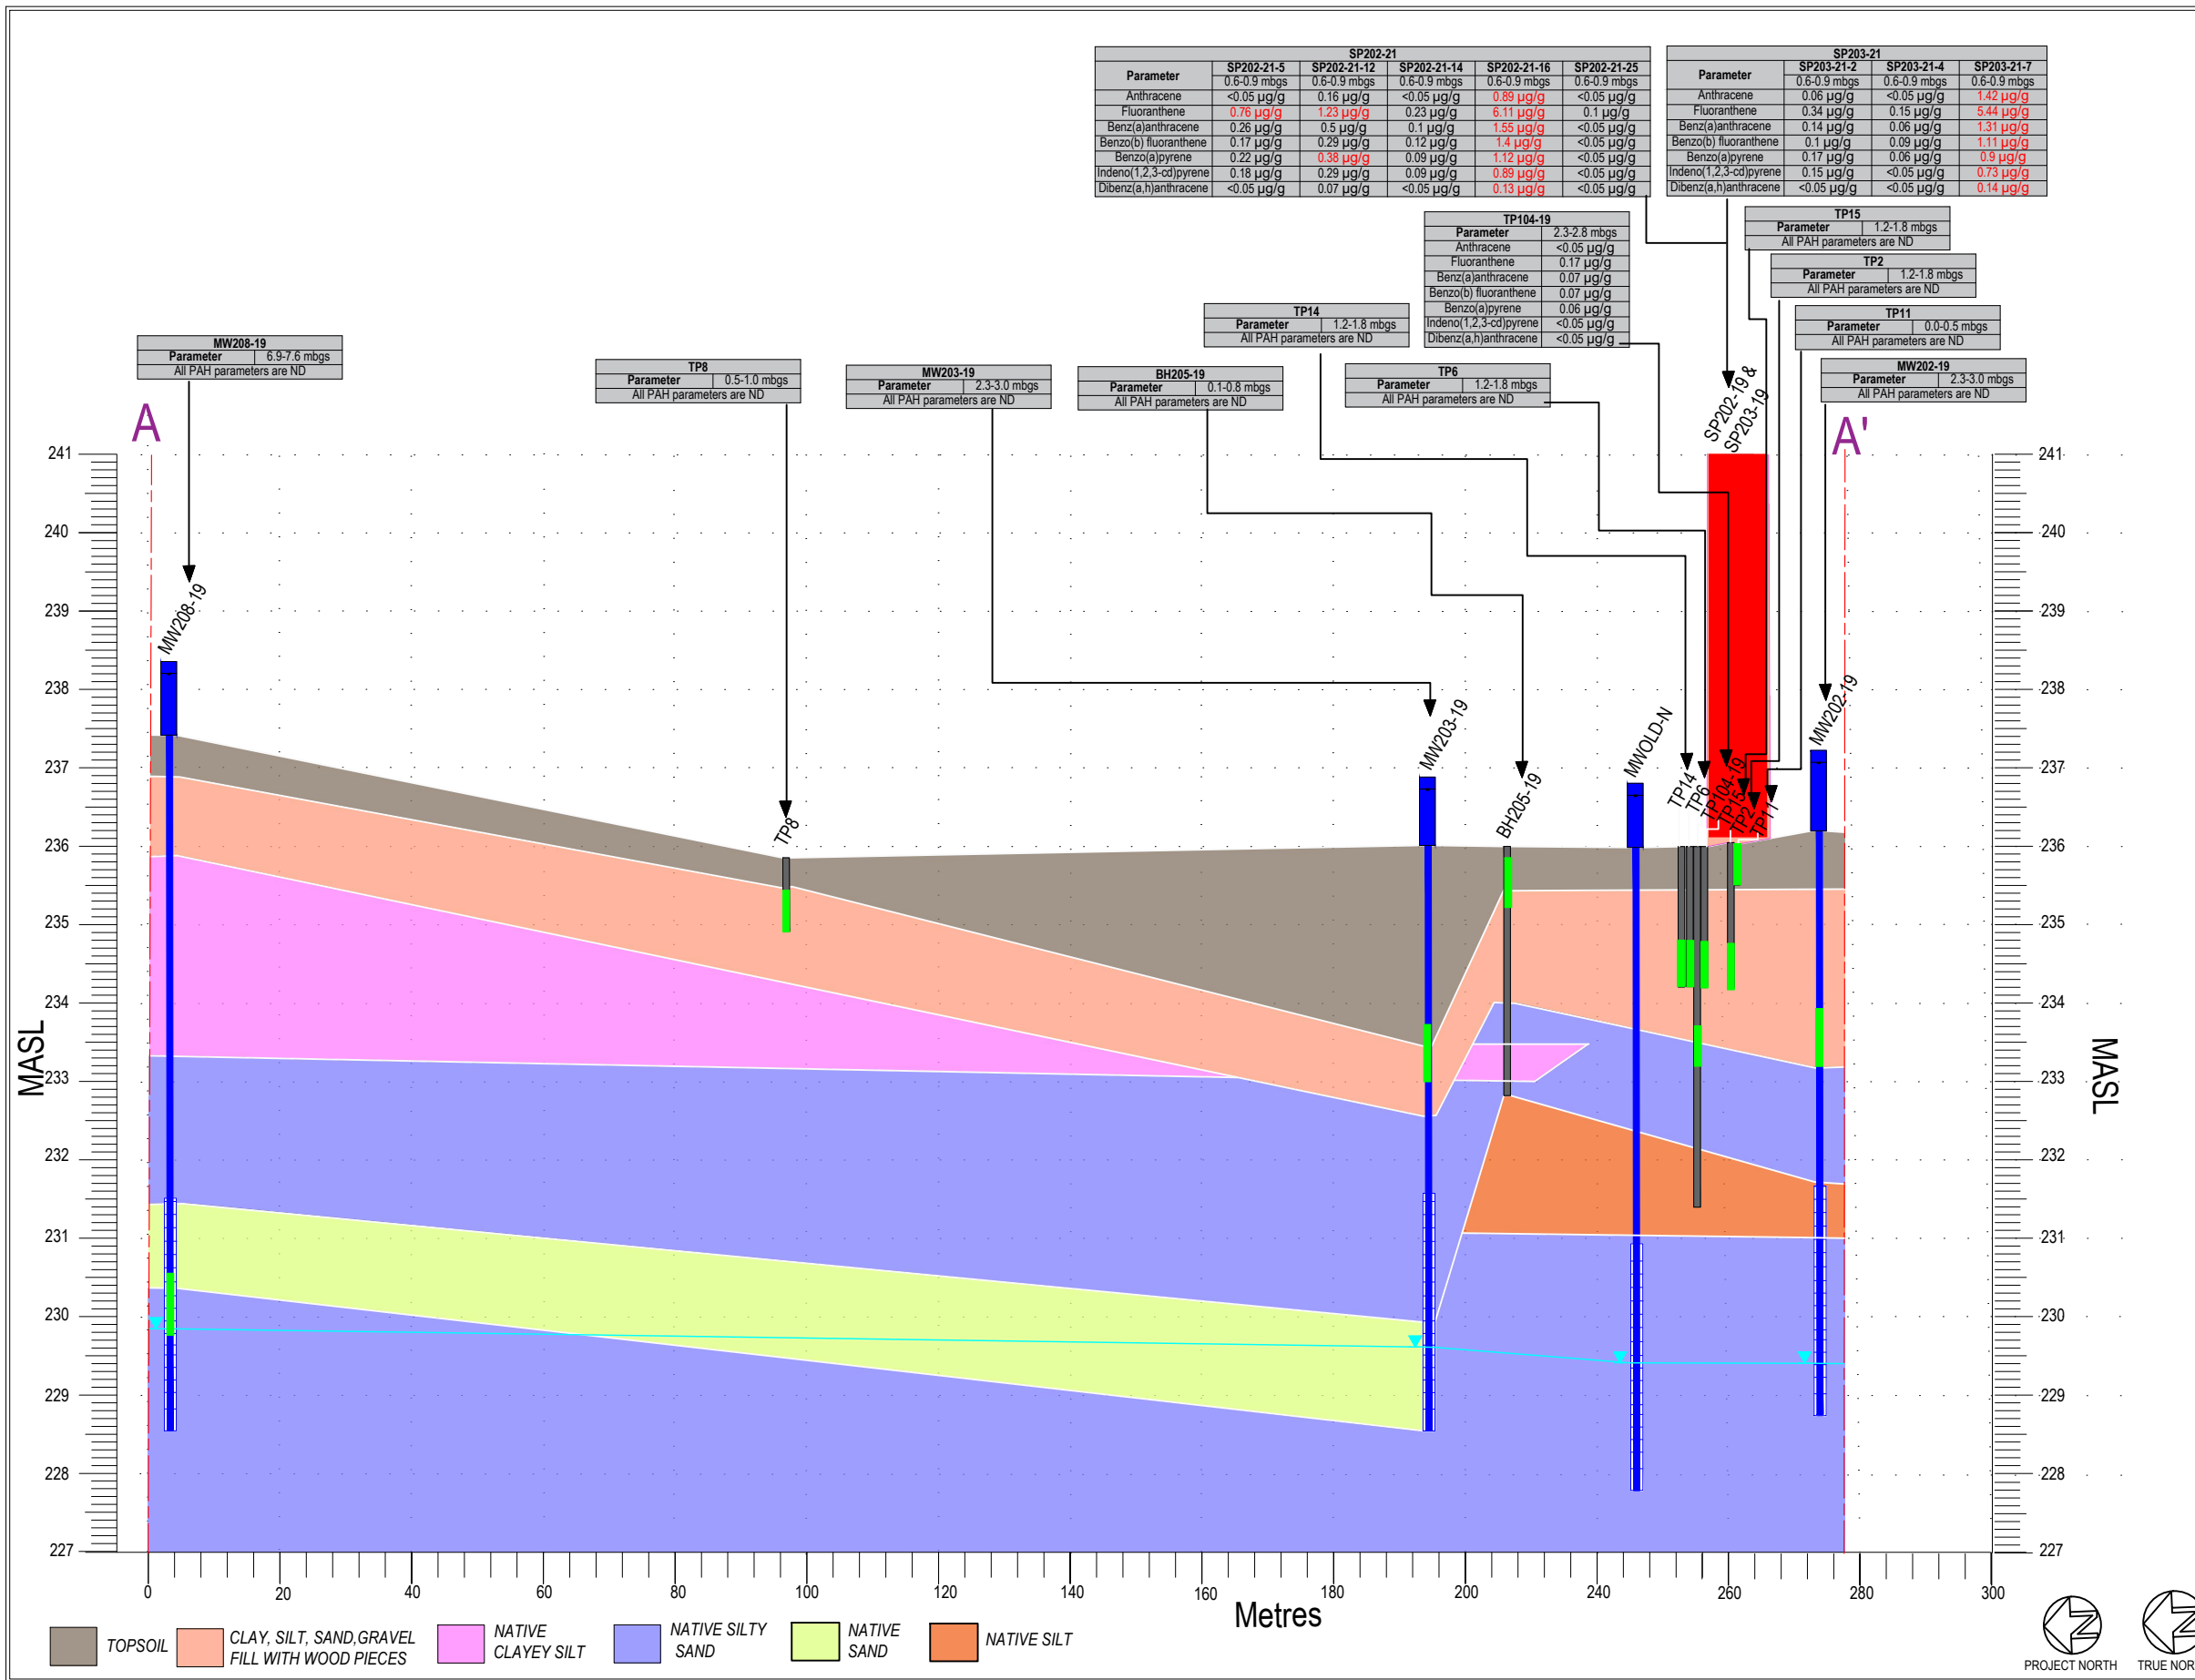 SP202-21
Parameter SP202-21-5 SP202-21-12 SP202-21-14 SP202-21-16 SP202-21-25
0.6-0.9 mbgs 0.6-0.9 mbgs 0.6-0.9 mbgs 0.6-0.9 mbgs 0.6-0.9 mbgs
Anthracene <0.05 µg/g 0.16 µg/g <0.05 µg/g 0.89 µg/g <0.05 µg/g
Fluoranthene 0.76 µg/g 1.23 µg/g 0.23 µg/g 6.11 µg/g 0.1 µg/g
Benz(a)anthracene 0.26 µg/g 0.5 µg/g 0.1 µg/g 1.55 µg/g <0.05 µg/g
Benzo(b) fluoranthene 0.17 µg/g 0.29 µg/g 0.12 µg/g 1.4 µg/g <0.05 µg/g
Benzo(a)pyrene 0.22 µg/g 0.38 µg/g 0.09 µg/g 1.12 µg/g <0.05 µg/g
Indeno(1,2,3-cd)pyrene 0.18 µg/g 0.29 µg/g 0.09 µg/g 0.89 µg/g <0.05 µg/g
Dibenz(a,h)anthracene <0.05 µg/g 0.07 µg/g <0.05 µg/g 0.13 µg/g <0.05 µg/g
SP203-21
Parameter SP203-21-2 SP203-21-4 SP203-21-7
0.6-0.9 mbgs 0.6-0.9 mbgs 0.6-0.9 mbgs
Anthracene 0.06 µg/g <0.05 µg/g 1.42 µg/g
Fluoranthene 0.34 µg/g 0.15 µg/g 5.44 µg/g
Benz(a)anthracene 0.14 µg/g 0.06 µg/g 1.31 µg/g
Benzo(b) fluoranthene 0.1 µg/g 0.09 µg/g 1.11 µg/g
Benzo(a)pyrene 0.17 µg/g 0.06 µg/g 0.9 µg/g
Indeno(1,2,3-cd)pyrene 0.15 µg/g <0.05 µg/g 0.73 µg/g
Dibenz(a,h)anthracene <0.05 µg/g <0.05 µg/g 0.14 µg/g
TP104-19
Parameter 2.3-2.8 mbgs
Anthracene <0.05 µg/g
Fluoranthene 0.17 µg/g
Benz(a)anthracene 0.07 µg/g
Benzo(b) fluoranthene 0.07 µg/g
Benzo(a)pyrene 0.06 µg/g
Indeno(1,2,3-cd)pyrene <0.05 µg/g
Dibenz(a,h)anthracene <0.05 µg/g
TP15
Parameter 1.2-1.8 mbgs
All PAH parameters are ND
TP2
Parameter 1.2-1.8 mbgs
All PAH parameters are ND
TP14
Parameter 1.2-1.8 mbgs
All PAH parameters are ND
TP11
Parameter 0.0-0.5 mbgs
All PAH parameters are ND
MW208-19
Parameter 6.9-7.6 mbgs
All PAH parameters are ND
TP8
Parameter 0.5-1.0 mbgs
All PAH parameters are ND
MW203-19
Parameter 2.3-3.0 mbgs
All PAH parameters are ND
BH205-19
Parameter 0.1-0.8 mbgs
All PAH parameters are ND
TP6
Parameter 1.2-1.8 mbgs
All PAH parameters are ND
MW202-19
Parameter 2.3-3.0 mbgs
All PAH parameters are ND
A
A'
SP202-19 &
SP203-19
MW208-19
TP8
MW203-19
BH205-19
MWOLD-N
TP14
TP6
TP104-19
TP15
TP2
TP11
MW202-19
241 241
240 240
239 239
238 238
237 237
236 236
235 235
234 234
233 233
232 232
231 231
230 230
229 229
228 228
227 227
MASL
MASL
0 20 40 60 80 100 120 140 160 180 200 220 240 260 280 300
Metres
TOPSOIL
CLAY, SILT, SAND,GRAVEL
FILL WITH WOOD PIECES
NATIVE
CLAYEY SILT
NATIVE SILTY
SAND
NATIVE
SAND
NATIVE SILT
N
PROJECT NORTH
N
TRUE NOR